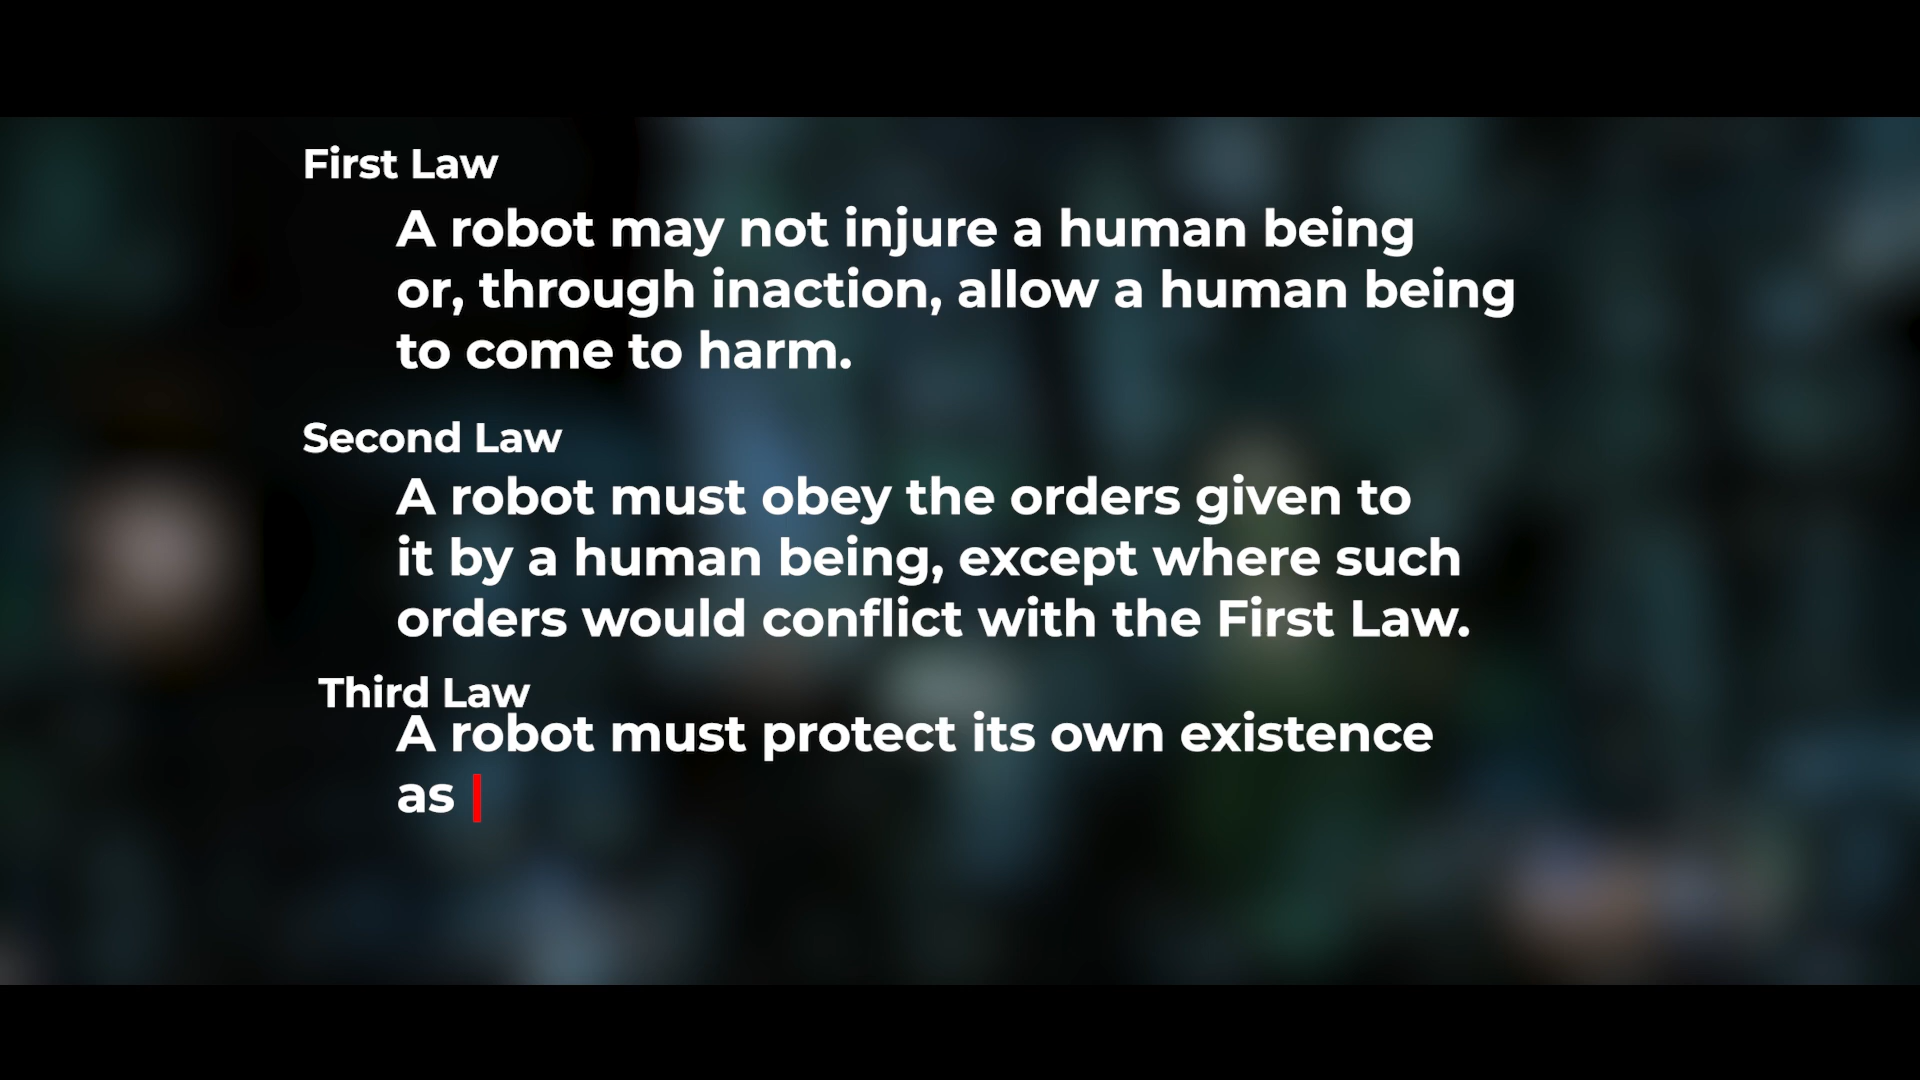 First Law
A robot may not injure a human being
or, through inaction, allow a human being
to come to harm.
Second Law
A robot must obey the orders given to
it by a human being, except where such
orders would conflict with the First Law.
Third Law
A robot must protect its own existence
as